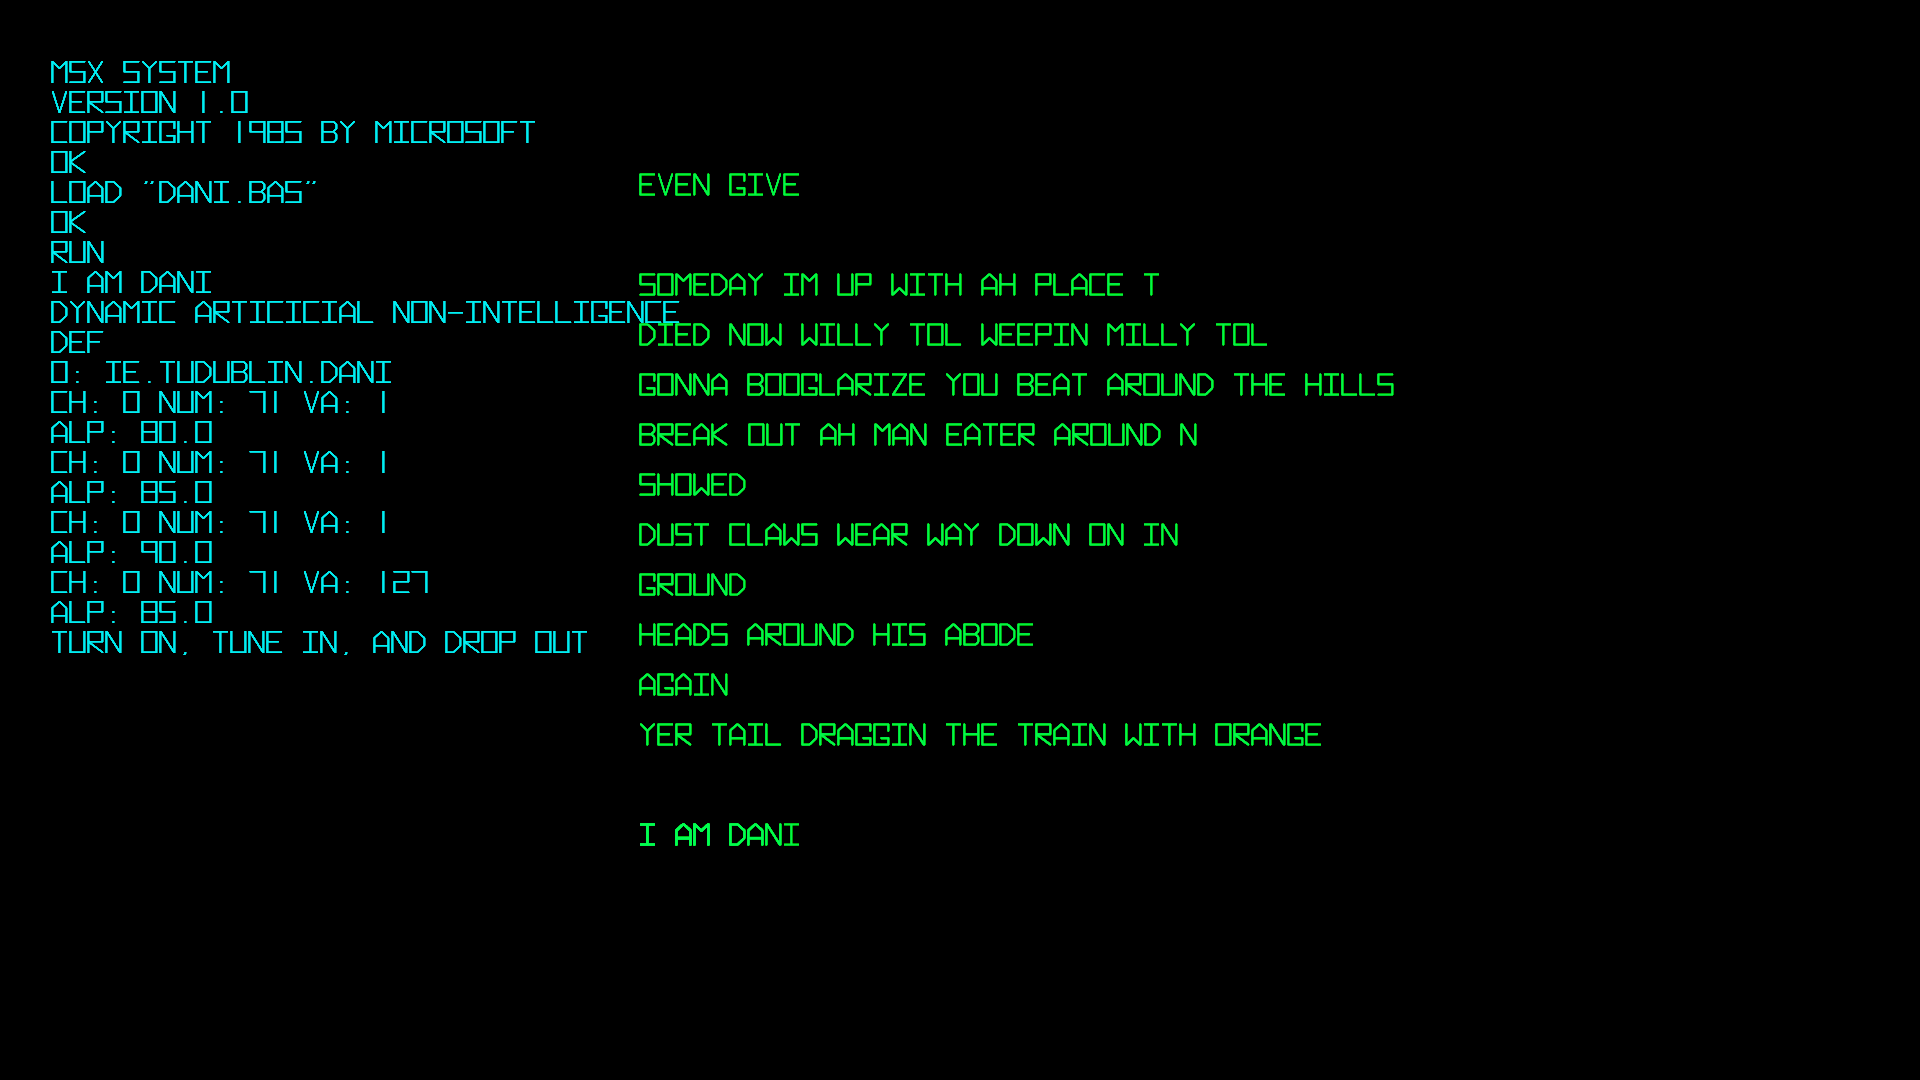 MSX SYSTEM
VERSION 1.0
COPYRIGHT 1985 BY MICROSOFT
OK
LOAD "DANI.BAS"
OK
RUN
I AM DANI
DYNAMIC ARTICICIAL NON-INTELLIGENCE
DEF
0: IE.TUDUBLIN.DANI
CH: 0 NUM: 71 VA: 1
ALP: 80.0
CH: 0 NUM: 71 VA: 1
ALP: 85.0
CH: 0 NUM: 71 VA: 1
ALP: 90.0
CH: 0 NUM: 71 VA: 127
ALP: 85.0
TURN ON, TUNE IN, AND DROP OUT
EVEN GIVE
SOMEDAY IM UP WITH AH PLACE T
DIED NOW WILLY TOL WEEPIN MILLY TOL
GONNA BOOGLARIZE YOU BEAT AROUND THE HILLS
BREAK OUT AH MAN EATER AROUND N
SHOWED
DUST CLAWS WEAR WAY DOWN ON IN
GROUND
HEADS AROUND HIS ABODE
AGAIN
YER TAIL DRAGGIN THE TRAIN WITH ORANGE
I AM DANI